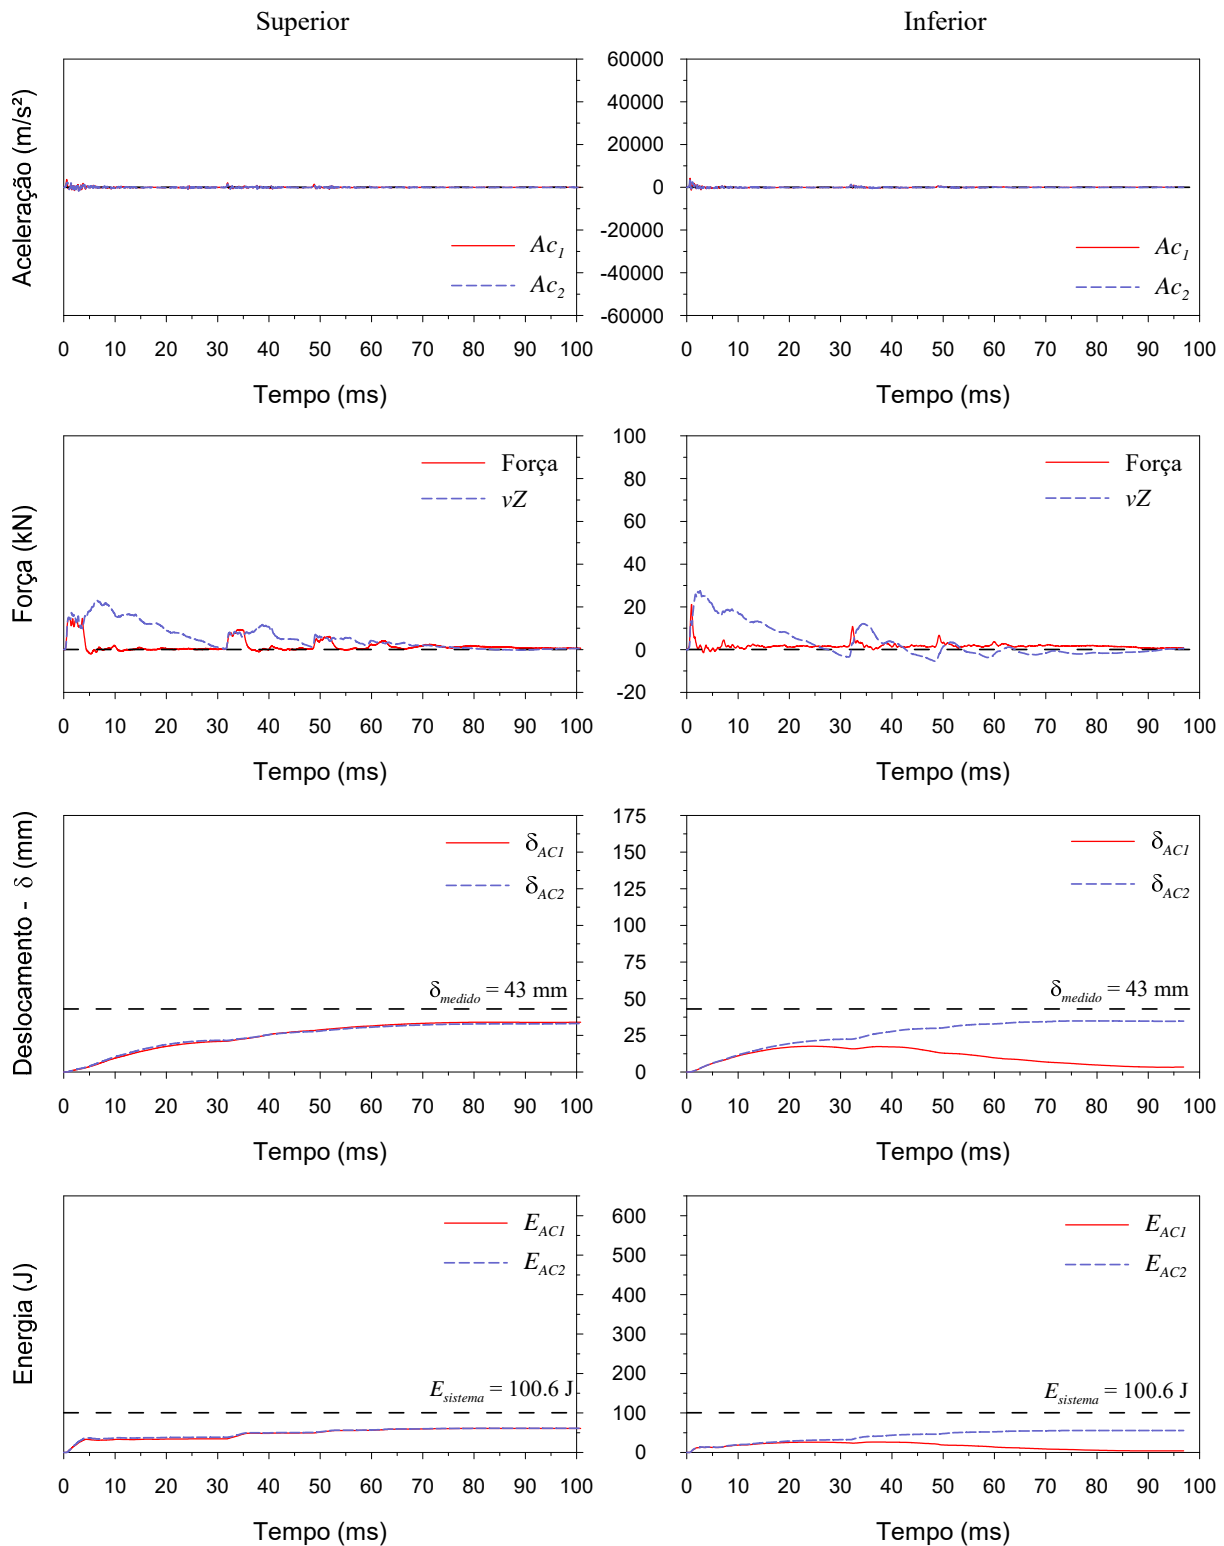 Superior
Inferior
Aceleração (m/s²)
60000
40000
20000
0
-20000
-40000
-60000
Ac1
Ac2
Ac1
Ac2
0 10 20 30 40 50 60 70 80 90 100
0 10 20 30 40 50 60 70 80 90 100
Tempo (ms)
Tempo (ms)
Força (kN)
100
80
60
40
20
0
-20
Força
vZ
Força
vZ
0 10 20 30 40 50 60 70 80 90 100
0 10 20 30 40 50 60 70 80 90 100
Tempo (ms)
Tempo (ms)
Deslocamento - δ (mm)
175
150
125
100
75
50
25
0
δAC1
δAC2
δmedido = 43 mm
δAC1
δAC2
δmedido = 43 mm
0 10 20 30 40 50 60 70 80 90 100
0 10 20 30 40 50 60 70 80 90 100
Tempo (ms)
Tempo (ms)
Energia (J)
600
500
400
300
200
100
0
EAC1
EAC2
Esistema = 100.6 J
EAC1
EAC2
Esistema = 100.6 J
0 10 20 30 40 50 60 70 80 90 100
0 10 20 30 40 50 60 70 80 90 100
Tempo (ms)
Tempo (ms)